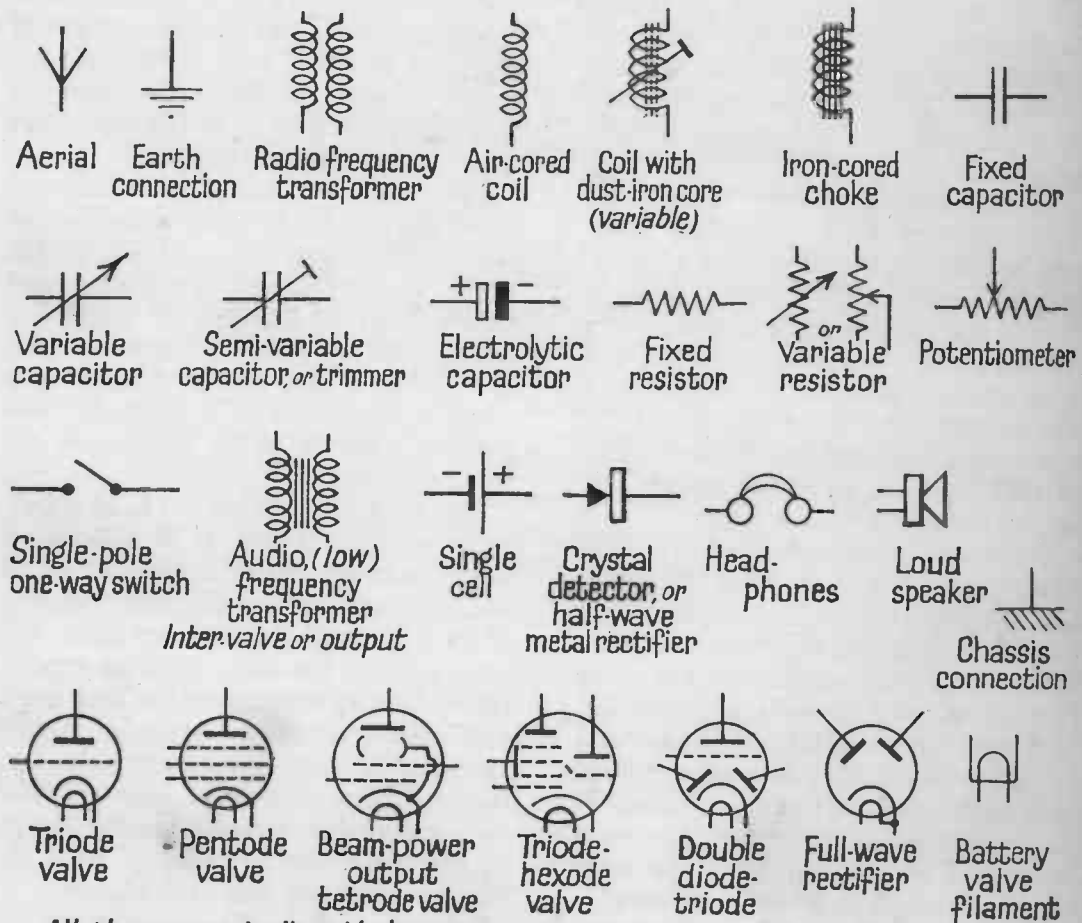 Aerial
Earth
connection
Radio frequency
transformer
Air-cored
coil
Coil with
dust-iron core
(variable)
Iron-cored
choke
Fixed
capacitor
Variable
capacitor
Semi-variable
capacitor, or trimmer
+ -
Electrolytic
capacitor
Fixed
resistor
or
Variable
resistor
Potentiometer
Single-pole
one-way switch
Audio, (low)
frequency
transformer
Inter-valve or output
- +
Single
cell
Crystal
detector, or
half-wave
metal rectifier
Head-
phones
Loud
speaker
Chassis
connection
Triode
valve
Pentode
valve
Beam-power
output
tetrode valve
Triode-
hexode
valve
Double
diode-
triode
Full-wave
rectifier
Battery
valve
filament